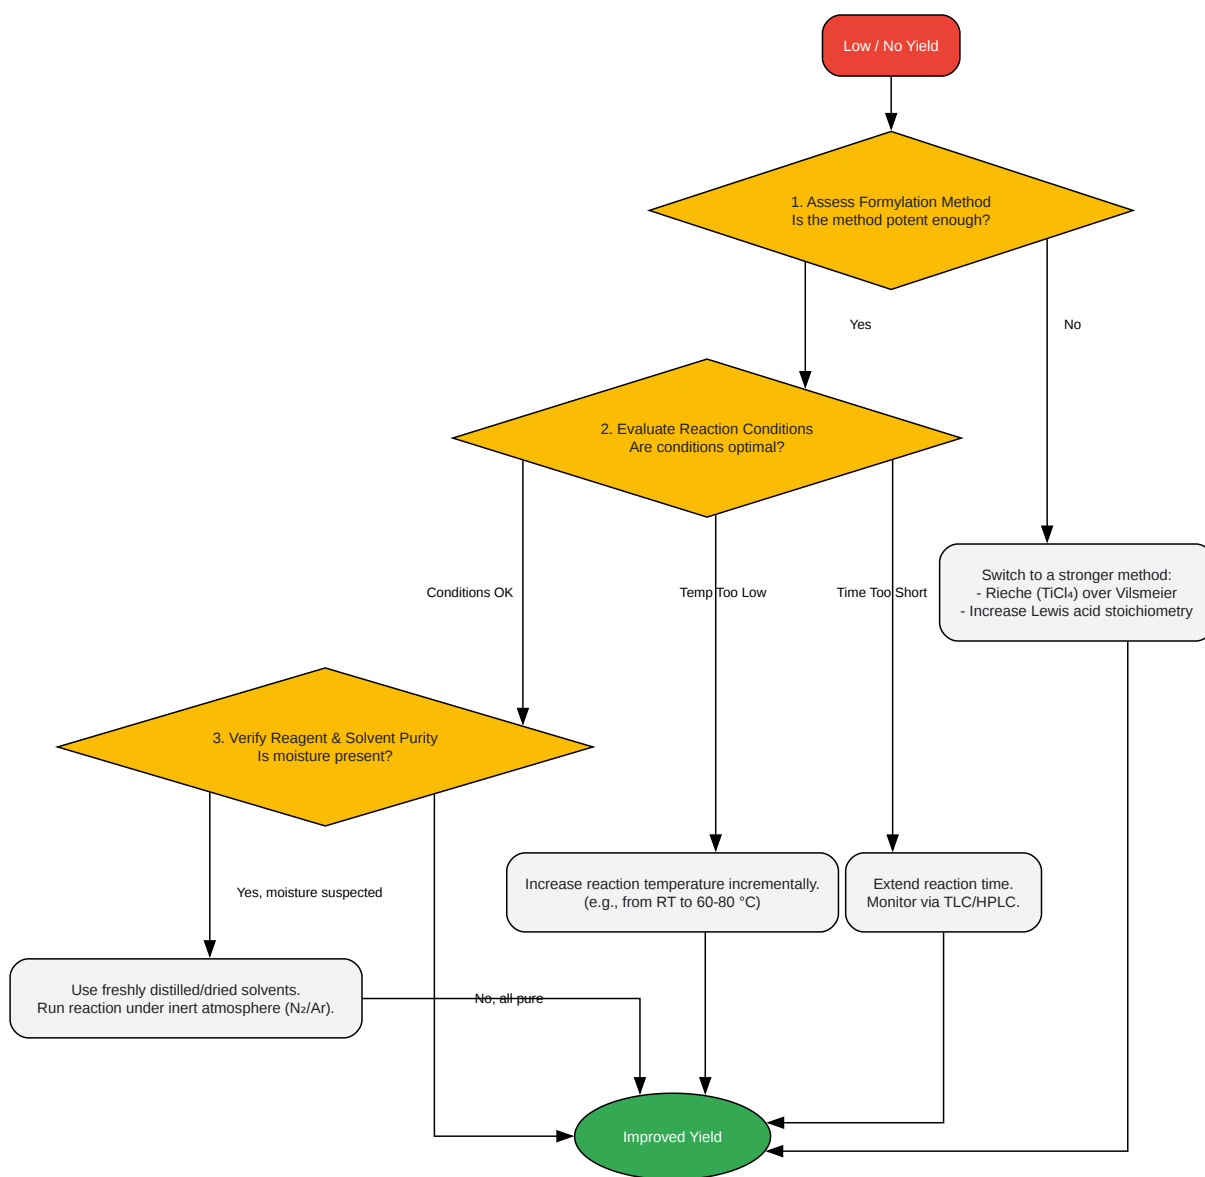 Low / No Yield
1. Assess Formylation Method
Is the method potent enough?
Yes
No
2. Evaluate Reaction Conditions
Are conditions optimal?
Conditions OK
Temp Too Low
Time Too Short
Switch to a stronger method:
- Rieche (TiCl₄) over Vilsmeier
- Increase Lewis acid stoichiometry
3. Verify Reagent & Solvent Purity
Is moisture present?
Yes, moisture suspected
Increase reaction temperature incrementally.
(e.g., from RT to 60-80 °C)
Extend reaction time.
Monitor via TLC/HPLC.
Use freshly distilled/dried solvents.
Run reaction under inert atmosphere (N₂/Ar).
No, all pure
Improved Yield